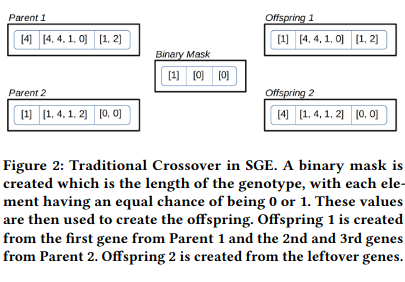 Parent 1
[4] [4, 4, 1, 0] [1, 2]
Offspring 1
[1] [4, 4, 1, 0] [1, 2]
Binary Mask
[1] [0] [0]
Parent 2
[1] [1, 4, 1, 2] [0, 0]
Offspring 2
[4] [1, 4, 1, 2] [0, 0]
Figure 2: Traditional Crossover in SGE. A binary mask is
created which is the length of the genotype, with each ele-
ment having an equal chance of being 0 or 1. These values
are then used to create the offspring. Offspring 1 is created
from the first gene from Parent 1 and the 2nd and 3rd genes
from Parent 2. Offspring 2 is created from the leftover genes.